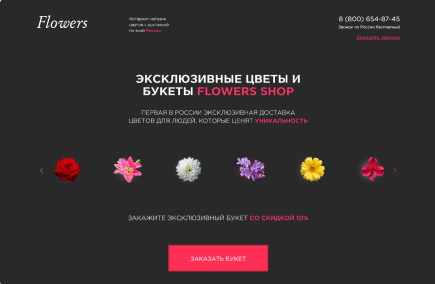 Flowers
Интернет-магазин
цветов с доставкой
по всей России
8 (800) 654-87-45
Звонок по России бесплатный
Заказать звонок
ЭКСКЛЮЗИВНЫЕ ЦВЕТЫ И
БУКЕТЫ FLOWERS SHOP
ПЕРВАЯ В РОССИИ ЭКСКЛЮЗИВНАЯ ДОСТАВКА
ЦВЕТОВ ДЛЯ ЛЮДЕЙ, КОТОРЫЕ ЦЕНЯТ УНИКАЛЬНОСТЬ
ЗАКАЖИТЕ ЭКСКЛЮЗИВНЫЙ БУКЕТ СО СКИДКОЙ 10%
ЗАКАЗАТЬ БУКЕТ